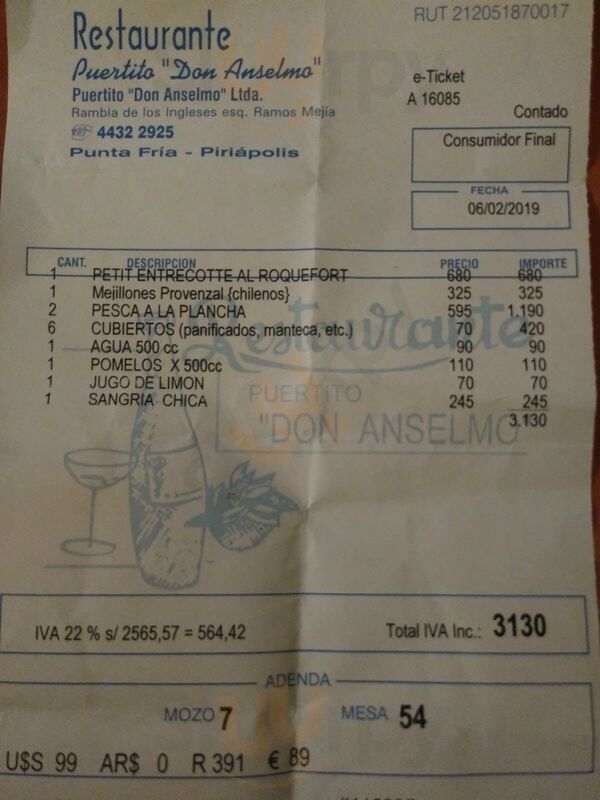 RUT 212051870017
Restaurante
Puertito "Don Anselmo"
Puertito "Don Anselmo" Ltda.
Rambla de los Ingleses esq. Ramos Mejía
4432 2925
Punta Fría - Piriápolis
e-Ticket
A 16085
Contado
Consumidor Final
FECHA
06/02/2019
CANT. DESCRIPCION PRECIO IMPORTE
1 PETIT ENTRECOTTE AL ROQUEFORT 680 680
1 Mejillones Provenzal {chilenos} 325 325
2 PESCA A LA PLANCHA 595 1.190
6 CUBIERTOS (panificados, manteca, etc.) 70 420
1 AGUA 500 cc 90 90
1 POMELOS X 500cc 110 110
1 JUGO DE LIMON 70 70
1 SANGRIA CHICA 245 245
3.130
Restaurante
PUERTITO
"DON ANSELMO
IVA 22 % s/ 2565,57 = 564,42
Total IVA Inc.: 3130
ADENDA
MOZO 7
MESA 54
U$S 99 AR$ 0 R 391 € 89